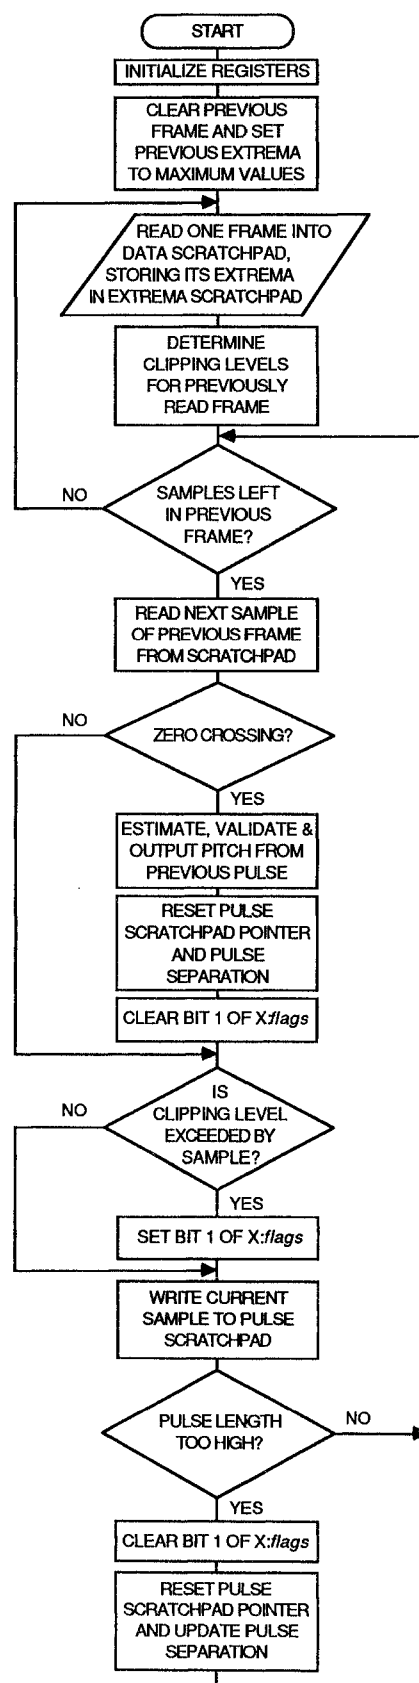 START
INITIALIZE REGISTERS
CLEAR PREVIOUS
FRAME AND SET
PREVIOUS EXTREMA
TO MAXIMUM VALUES
READ ONE FRAME INTO
DATA SCRATCHPAD,
STORING ITS EXTREMA
IN EXTREMA SCRATCHPAD
DETERMINE
CLIPPING LEVELS
FOR PREVIOUSLY
READ FRAME
NO
SAMPLES LEFT
IN PREVIOUS
FRAME?
YES
READ NEXT SAMPLE
OF PREVIOUS FRAME
FROM SCRATCHPAD
NO
ZERO CROSSING?
YES
ESTIMATE, VALIDATE &
OUTPUT PITCH FROM
PREVIOUS PULSE
RESET PULSE
SCRATCHPAD POINTER
AND PULSE
SEPARATION
CLEAR BIT 1 OF X:flags
NO
IS
CLIPPING LEVEL
EXCEEDED BY
SAMPLE?
YES
SET BIT 1 OF X:flags
WRITE CURRENT
SAMPLE TO PULSE
SCRATCHPAD
PULSE LENGTH
TOO HIGH?
NO
YES
CLEAR BIT 1 OF X:flags
RESET PULSE
SCRATCHPAD POINTER
AND UPDATE PULSE
SEPARATION